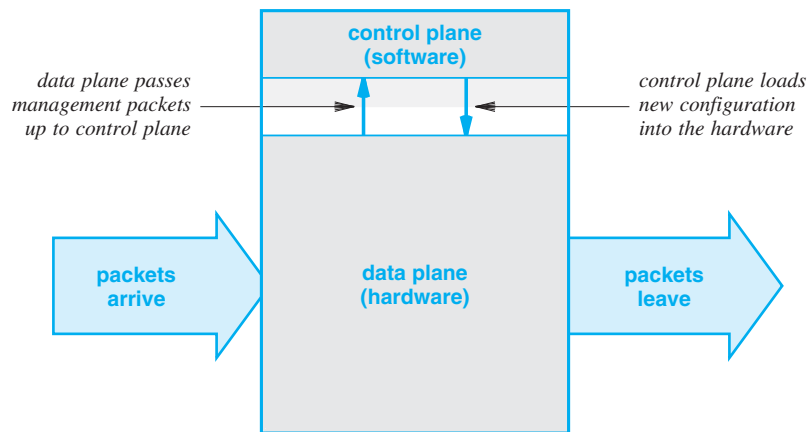 control plane
(software)
data plane passes
management packets
up to control plane
control plane loads
new configuration
into the hardware
packets
arrive
data plane
(hardware)
packets
leave